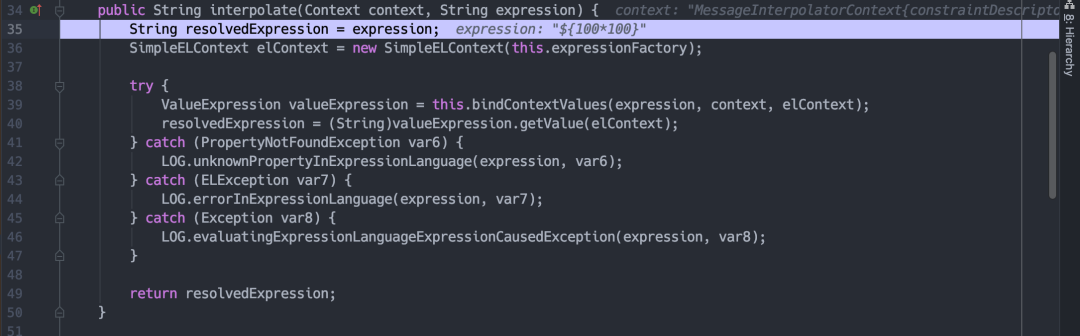 34 public String interpolate(Context context, String expression) { context: "MessageInterpolatorContext{constraintDescripto
35 String resolvedExpression = expression; expression: "${100*100}"
36 SimpleELContext elContext = new SimpleELContext(this.expressionFactory);
37
38 try {
39 ValueExpression valueExpression = this.bindContextValues(expression, context, elContext);
40 resolvedExpression = (String)valueExpression.getValue(elContext);
41 } catch (PropertyNotFoundException var6) {
42 LOG.unknownPropertyInExpressionLanguage(expression, var6);
43 } catch (ELException var7) {
44 LOG.errorInExpressionLanguage(expression, var7);
45 } catch (Exception var8) {
46 LOG.evaluatingExpressionLanguageExpressionCausedException(expression, var8);
47 }
48
49 return resolvedExpression;
50 }
51
8: Hierarchy